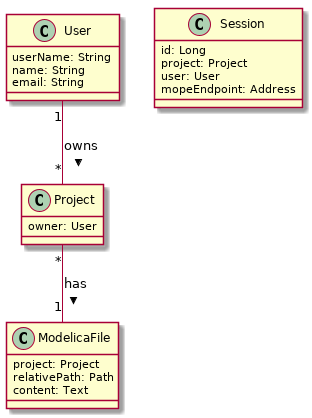 C User
userName: String
name: String
email: String
C Session
id: Long
project: Project
user: User
mopeEndpoint: Address
1
owns
*
C Project
owner: User
*
has
1
C ModelicaFile
project: Project
relativePath: Path
content: Text